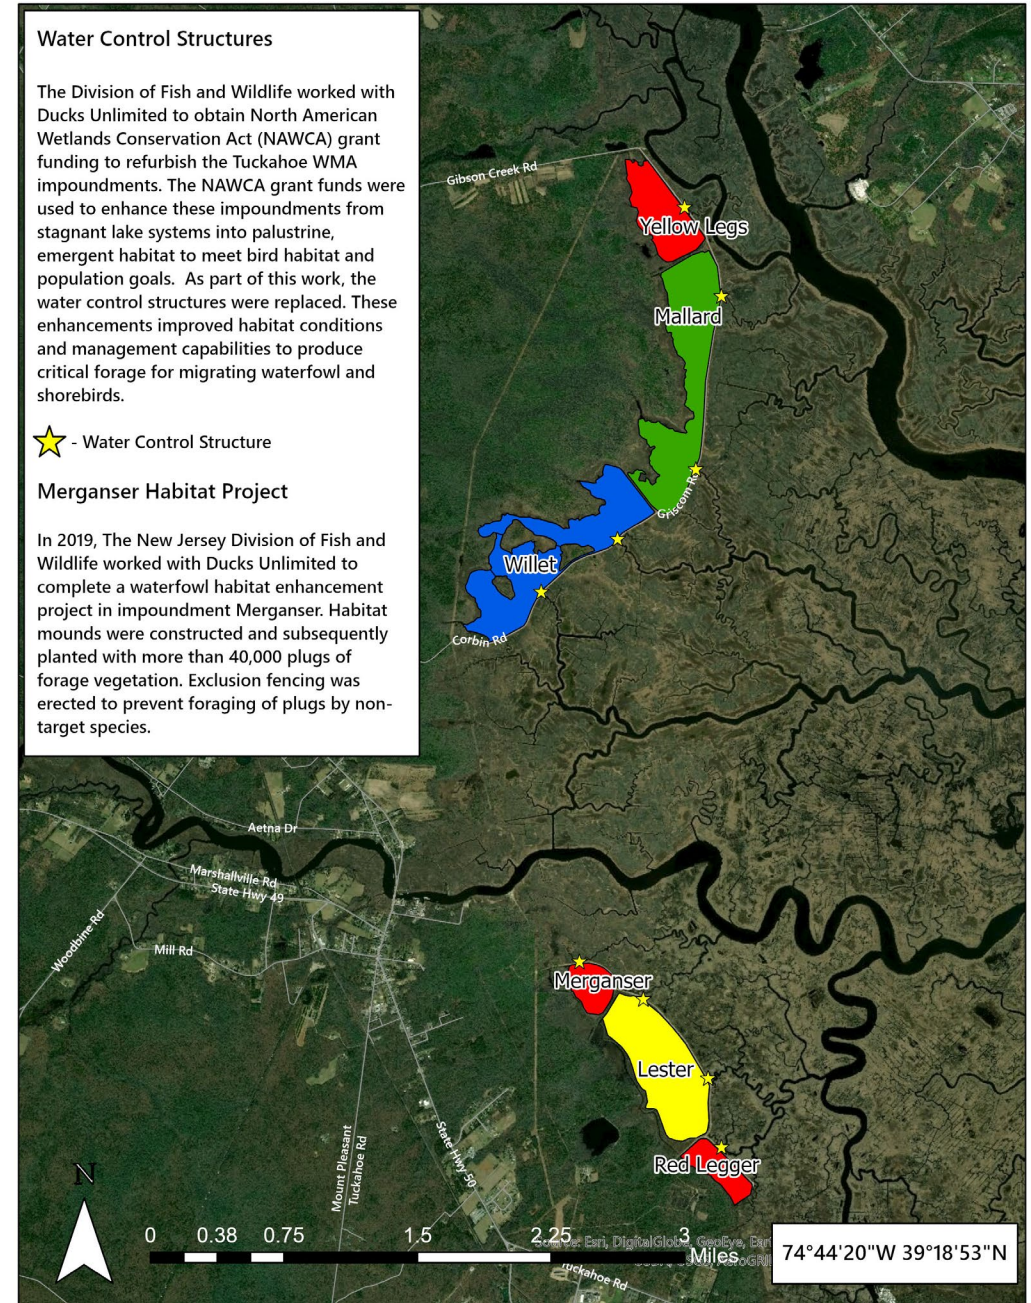 Water Control Structures
The Division of Fish and Wildlife worked with
Ducks Unlimited to obtain North American
Wetlands Conservation Act (NAWCA) grant
funding to refurbish the Tuckahoe WMA
impoundments. The NAWCA grant funds were
used to enhance these impoundments from
stagnant lake systems into palustrine,
emergent habitat to meet bird habitat and
population goals.  As part of this work, the
water control structures were replaced. These
enhancements improved habitat conditions
and management capabilities to produce
critical forage for migrating waterfowl and
shorebirds.
- Water Control Structure
Merganser Habitat Project
In 2019, The New Jersey Division of Fish and
Wildlife worked with Ducks Unlimited to
complete a waterfowl habitat enhancement
project in impoundment Merganser. Habitat
mounds were constructed and subsequently
planted with more than 40,000 plugs of
forage vegetation. Exclusion fencing was
erected to prevent foraging of plugs by non-
target species.
Gibson Creek Rd
Yellow Legs
Mallard
Griscom Rd
Willet
Corbin Rd
Aetna Dr
Marshallville Rd
State Hwy 49
Woodbine Rd
Mill Rd
Merganser
Lester
Red Legger
State Hwy 50
Mount Pleasant
Tuckahoe Rd
N
0 0.38 0.75 1.5 2.25 3
Miles
Source: Esri, DigitalGlobe, GeoEye,
Tuckahoe Rd
74°44'20"W 39°18'53"N